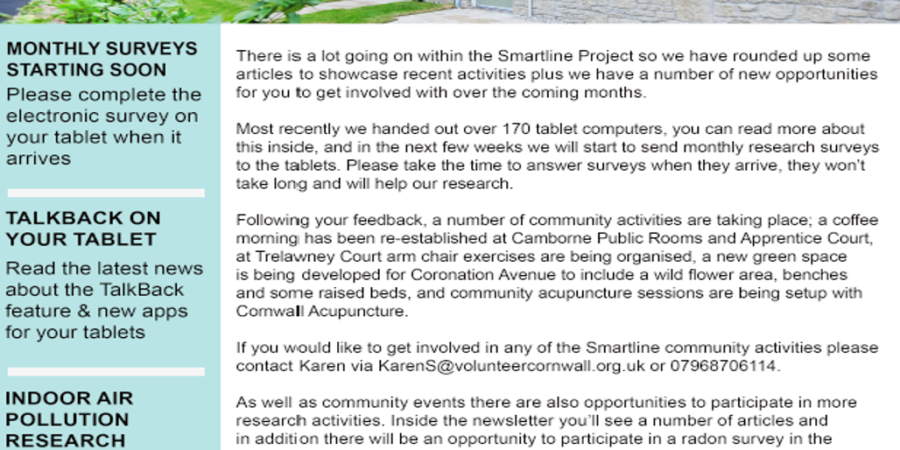 MONTHLY SURVEYS
STARTING SOON
Please complete the
electronic survey on
your tablet when it
arrives
TALKBACK ON
YOUR TABLET
Read the latest news
about the TalkBack
feature & new apps
for your tablets
INDOOR AIR
POLLUTION
RESEARCH
There is a lot going on within the Smartline Project so we have rounded up some
articles to showcase recent activities plus we have a number of new opportunities
for you to get involved with over the coming months.
Most recently we handed out over 170 tablet computers, you can read more about
this inside, and in the next few weeks we will start to send monthly research surveys
to the tablets. Please take the time to answer surveys when they arrive, they won't
take long and will help our research.
Following your feedback, a number of community activities are taking place; a coffee
morning has been re-established at Camborne Public Rooms and Apprentice Court,
at Trelawney Court arm chair exercises are being organised, a new green space
is being developed for Coronation Avenue to include a wild flower area, benches
and some raised beds, and community acupuncture sessions are being setup with
Cornwall Acupuncture.
If you would like to get involved in any of the Smartline community activities please
contact Karen via KarenS@volunteercornwall.org.uk or 07968706114.
As well as community events there are also opportunities to participate in more
research activities. Inside the newsletter you'll see a number of articles and
in addition there will be an opportunity to participate in a radon survey in the